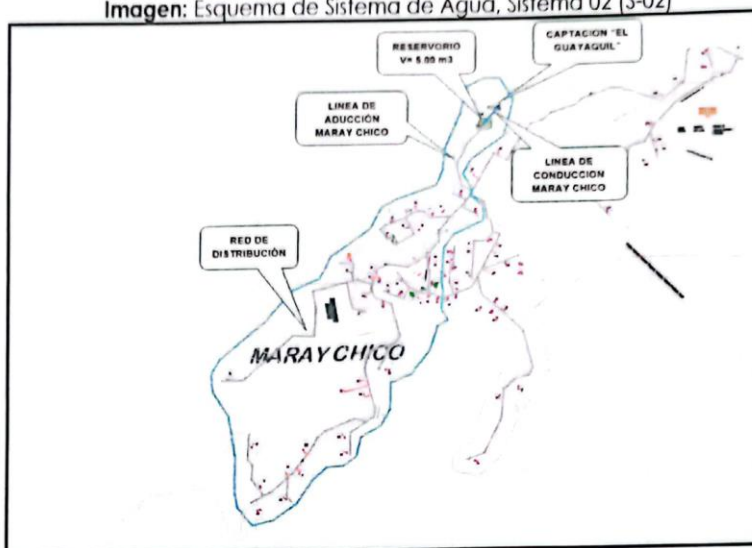 Imagen: Esquema de Sistema de Agua, Sistema 02 (S-02)
RESERVORIO
V= 5.00 m3
CAPTACION "EL
GUAYAQUIL"
LINEA DE
ADUCCIÓN
MARAY CHICO
LINEA DE
CONDUCCION
MARAY CHICO
RED DE
DISTRIBUCIÓN
MARAY CHICO